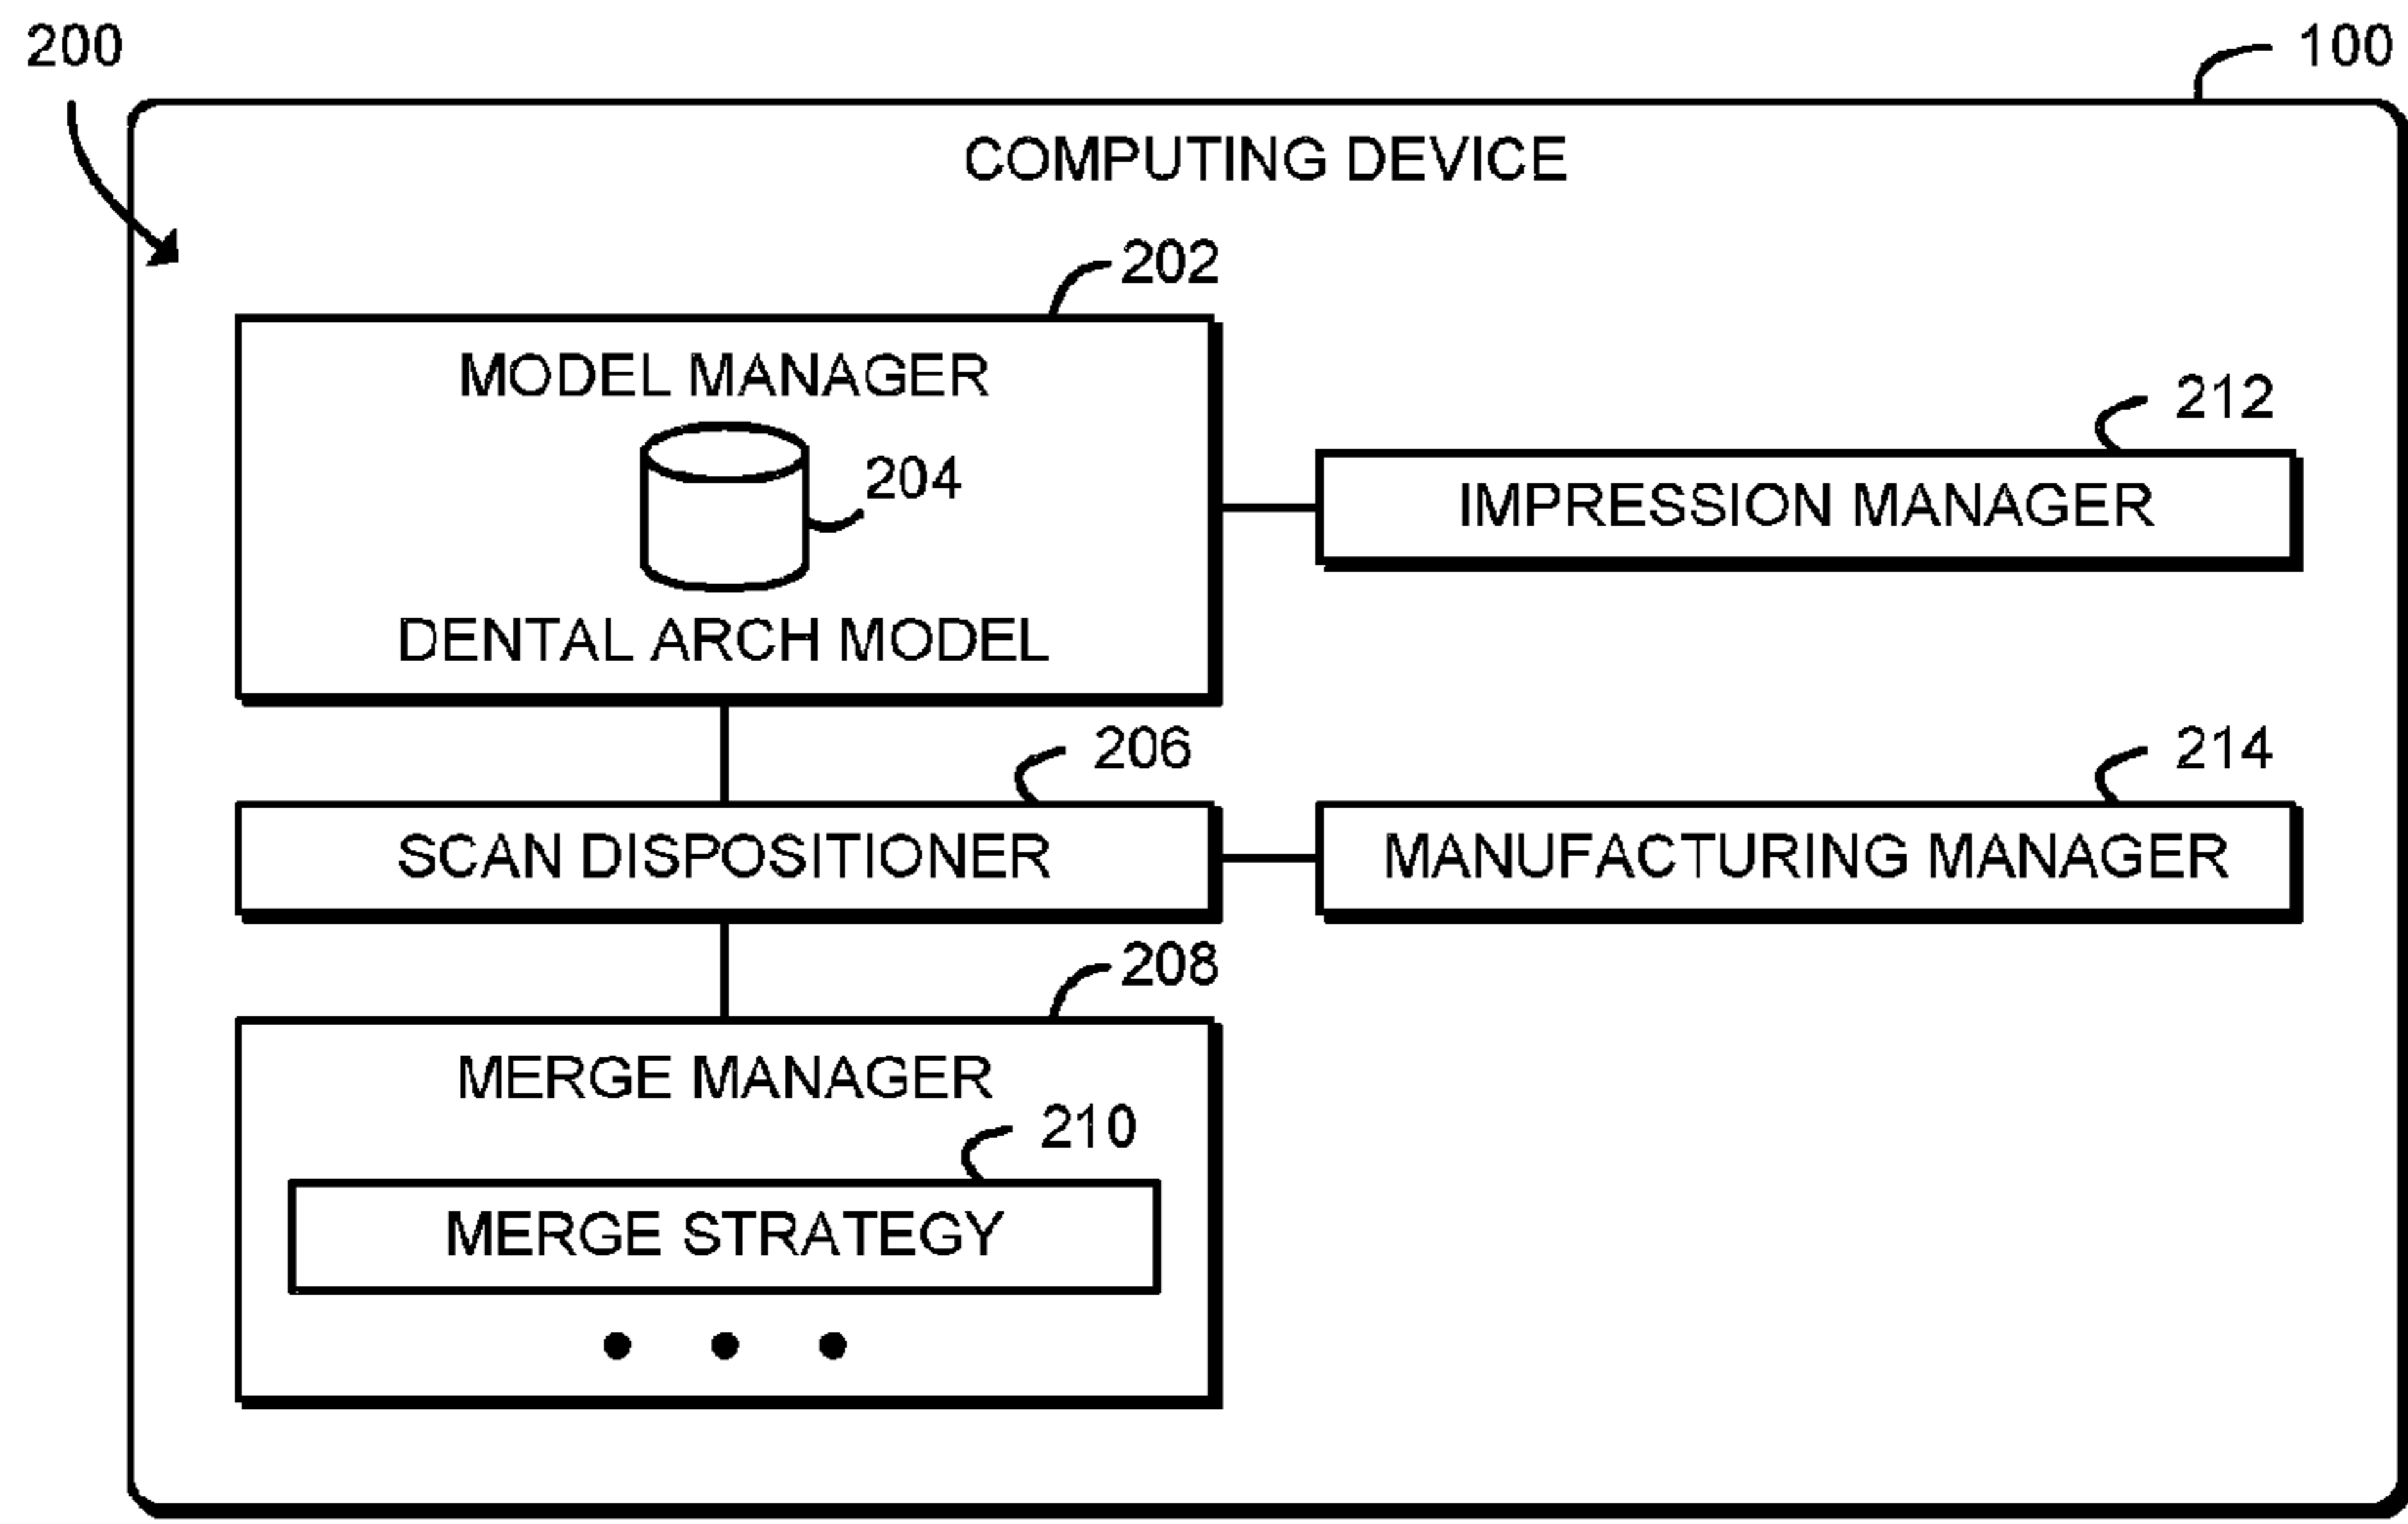 200
100
COMPUTING DEVICE
202
MODEL MANAGER
204
DENTAL ARCH MODEL
212
IMPRESSION MANAGER
206
SCAN DISPOSITIONER
214
MANUFACTURING MANAGER
208
MERGE MANAGER
210
MERGE STRATEGY